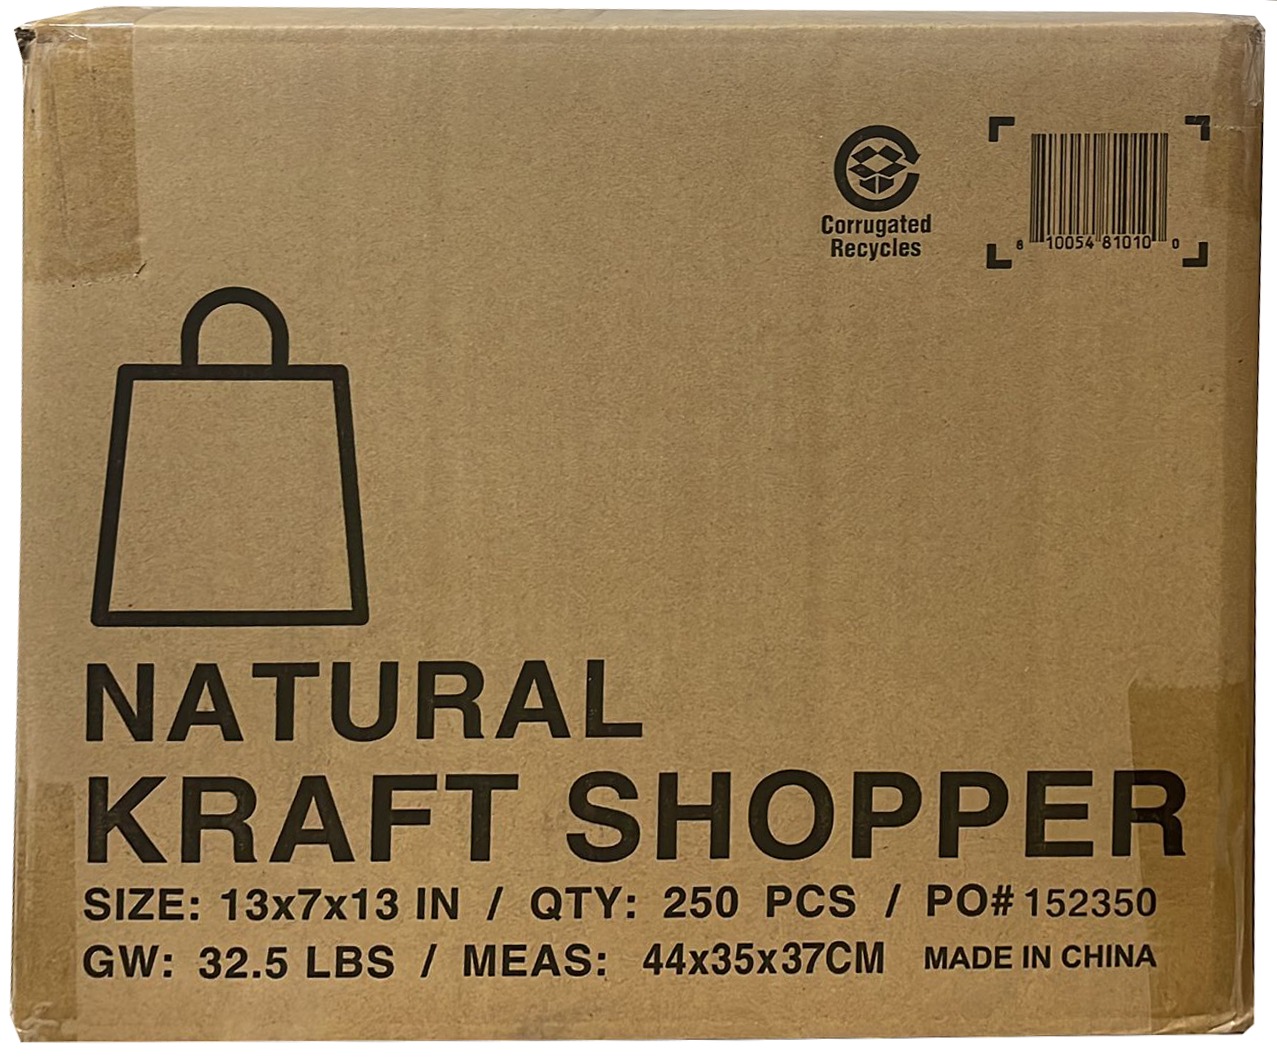 Corrugated
Recycles
8 10054 81010 0
NATURAL
KRAFT SHOPPER
SIZE: 13x7x13 IN / QTY: 250 PCS / PO# 152350
GW: 32.5 LBS / MEAS: 44x35x37CM MADE IN CHINA